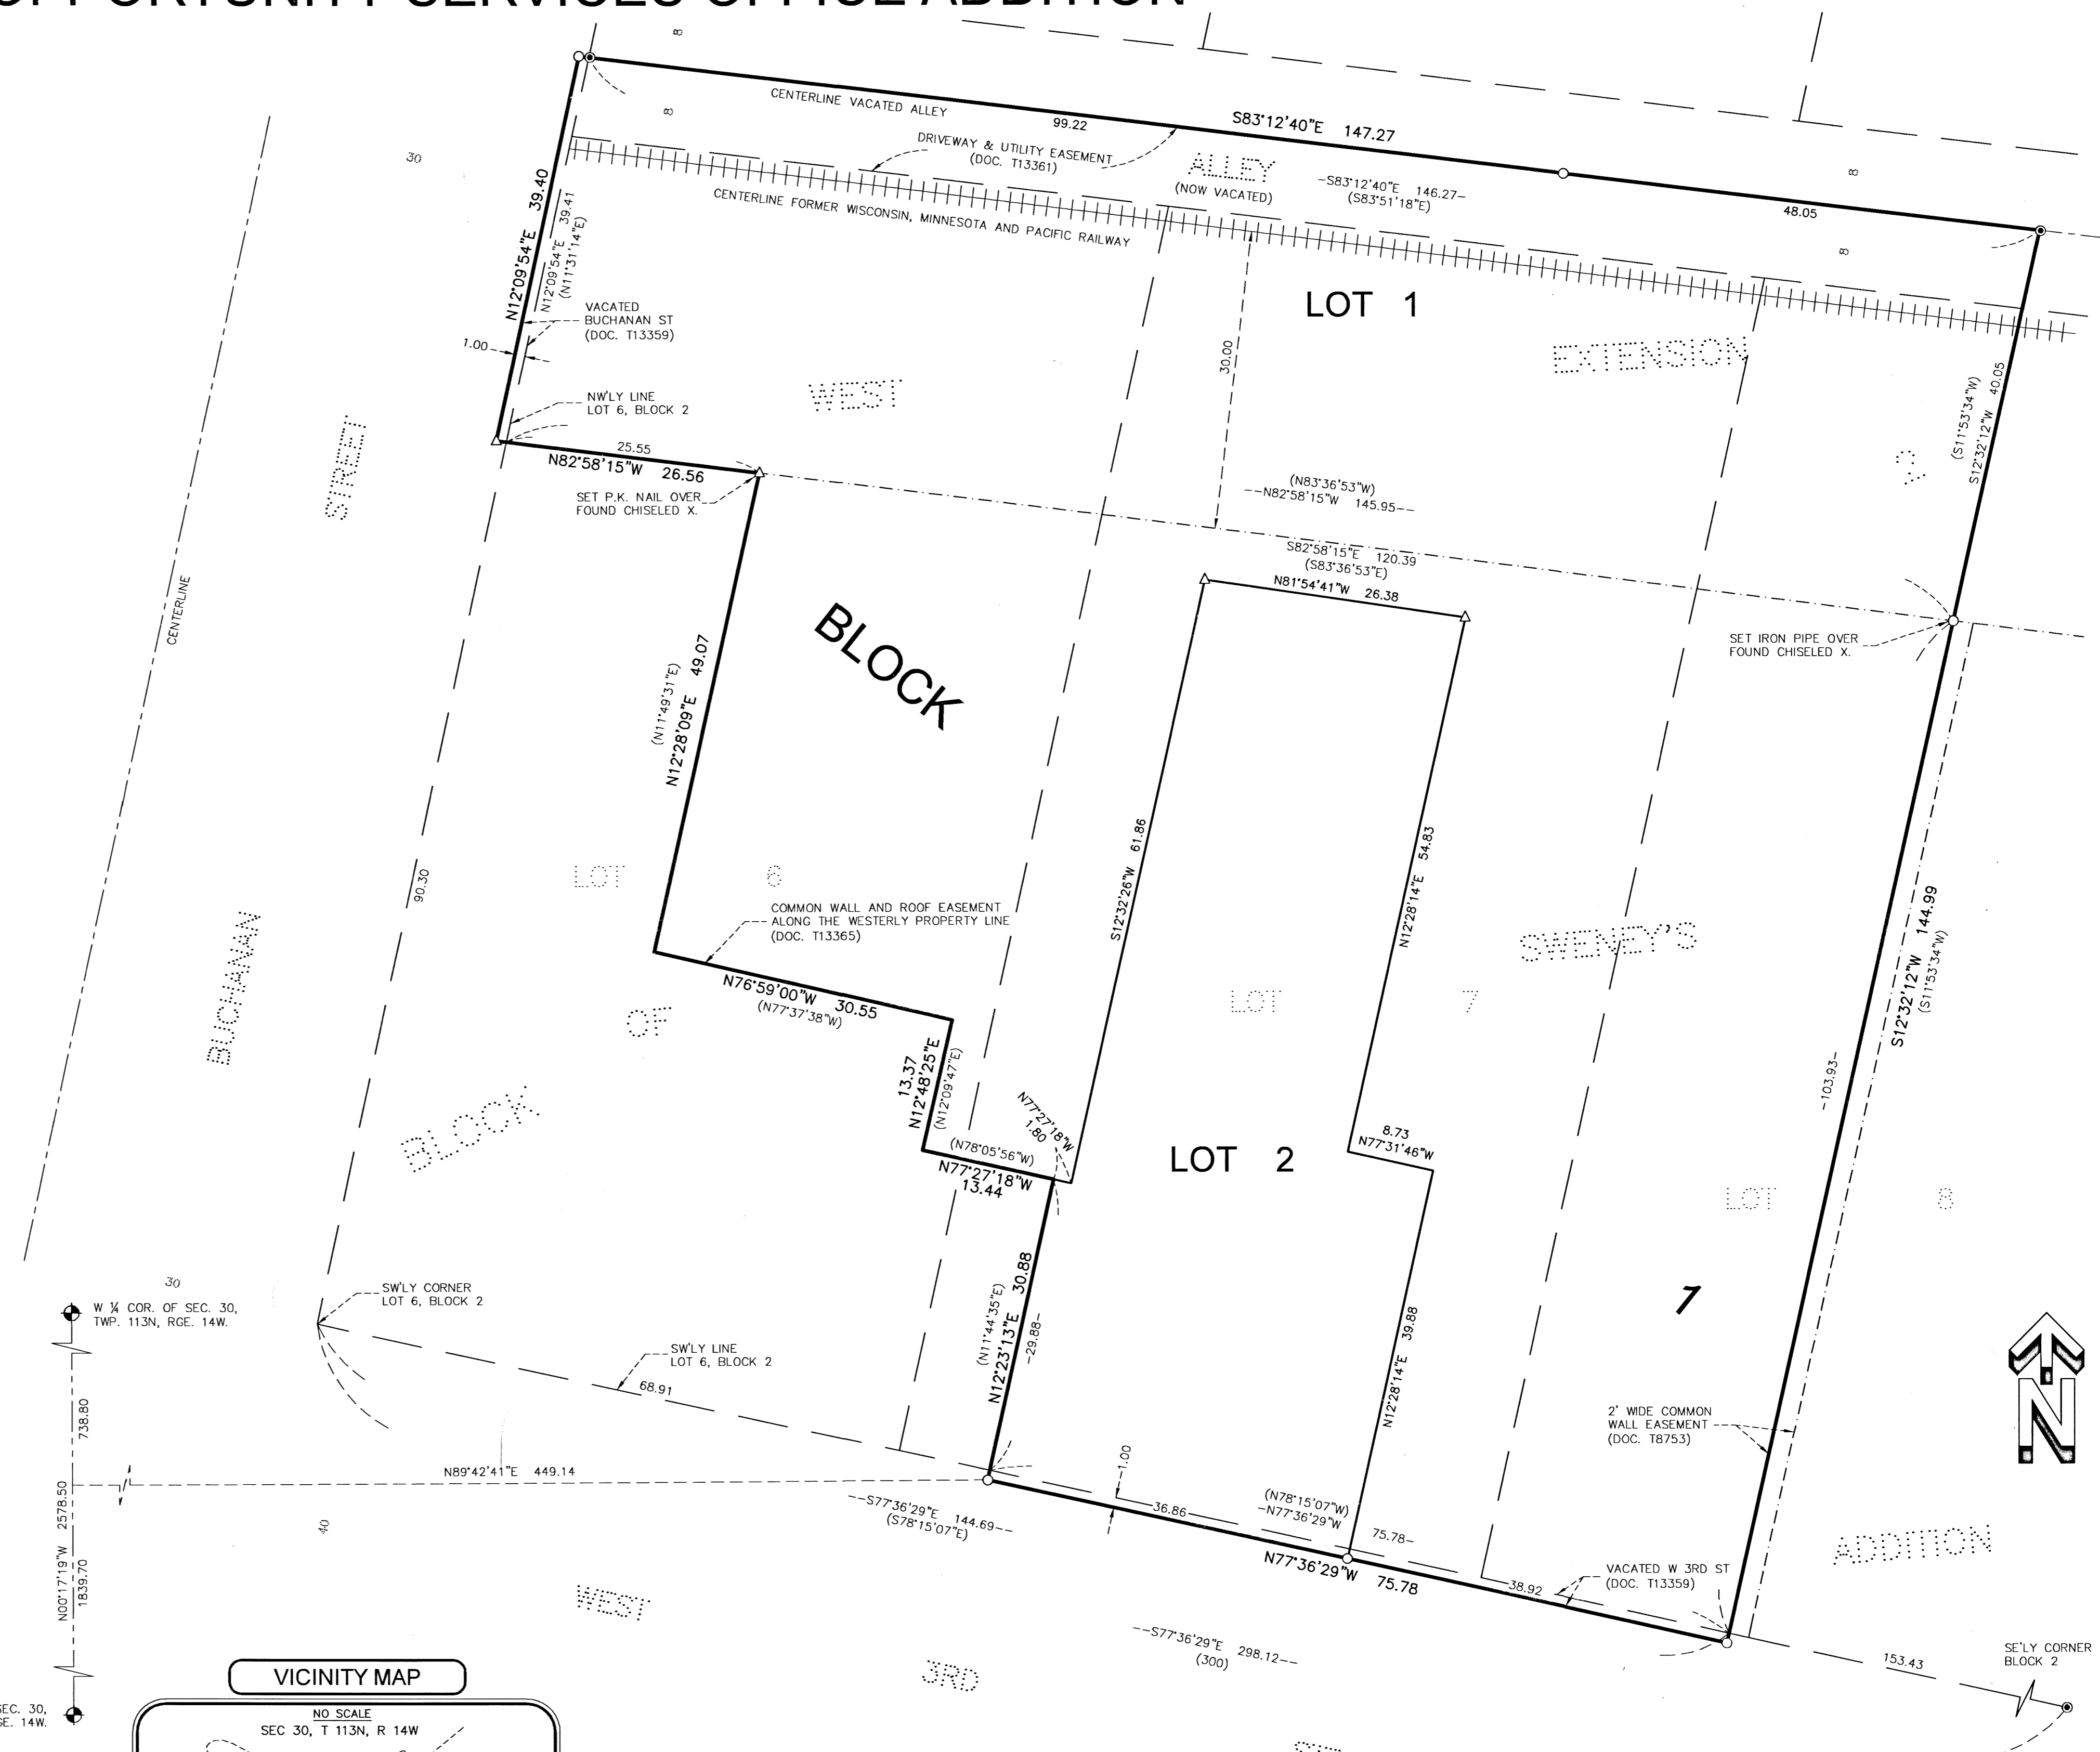 OPPORTUNITY SERVICES OFFICE ADDITION
8
CENTERLINE VACATED ALLEY
99.22
S83°12'40"E 147.27
8
DRIVEWAY & UTILITY EASEMENT
(DOC. T13361)
ALLEY
(NOW VACATED)
-S83°12'40"E 146.27-
(S83°51'18"E)
8
48.05
8
30
CENTERLINE FORMER WISCONSIN, MINNESOTA AND PACIFIC RAILWAY
N12°09'54"E 39.40
N12°09'54"E 39.41
(N11°31'14"E)
VACATED
BUCHANAN ST
(DOC. T13359)
1.00
LOT 1
30.00
EXTENSION
NW'LY LINE
LOT 6, BLOCK 2
WEST
(S11°53'34"W)
S12°32'12"W 40.05
2
25.55
N82°58'15"W 26.56
SET P.K. NAIL OVER
FOUND CHISELED X.
STREET
(N83°36'53"W)
--N82°58'15"W 145.95--
S82°58'15"E 120.39
(S83°36'53"E)
N81°54'41"W 26.38
CENTERLINE
BLOCK
SET IRON PIPE OVER
FOUND CHISELED X.
(N11°49'31"E)
N12°28'09"E 49.07
S12°32'26"W 61.86
N12°28'14"E 54.83
90.30
LOT 6
COMMON WALL AND ROOF EASEMENT
ALONG THE WESTERLY PROPERTY LINE
(DOC. T13365)
SWENEY'S
S12°32'12"W 144.99
(S11°53'34"W)
BUCHANAN
N76°59'00"W 30.55
(N77°37'38"W)
OF
LOT 7
13.37
N12°48'25"E
(N12°09'47"E)
-103.93-
BLOCK
N77°27'18"W
1.80
(N78°05'56"W)
N77°27'18"W
13.44
8.73
N77°31'46"W
LOT 2
LOT 8
30
W ¼ COR. OF SEC. 30,
TWP. 113N, RGE. 14W.
SW'LY CORNER
LOT 6, BLOCK 2
(N11°44'35"E)
N12°23'13"E 30.88
-29.88-
N12°28'14"E 39.88
1
N
SW'LY LINE
LOT 6, BLOCK 2
68.91
738.80
2' WIDE COMMON
WALL EASEMENT
(DOC. T8753)
N89°42'41"E 449.14
1.00
--S77°36'29"E 144.69--
(S78°15'07"E)
36.86
(N78°15'07"W)
-N77°36'29"W 75.78-
N77°36'29"W 75.78
40
N00°17'19"W 2578.50
1839.70
38.92
VACATED W 3RD ST
(DOC. T13359)
ADDITION
WEST
--S77°36'29"E 298.12--
(300)
3RD
153.43
SE'LY CORNER
BLOCK 2
VICINITY MAP
SEC. 30,
GE. 14W.
NO SCALE
SEC 30, T 113N, R 14W